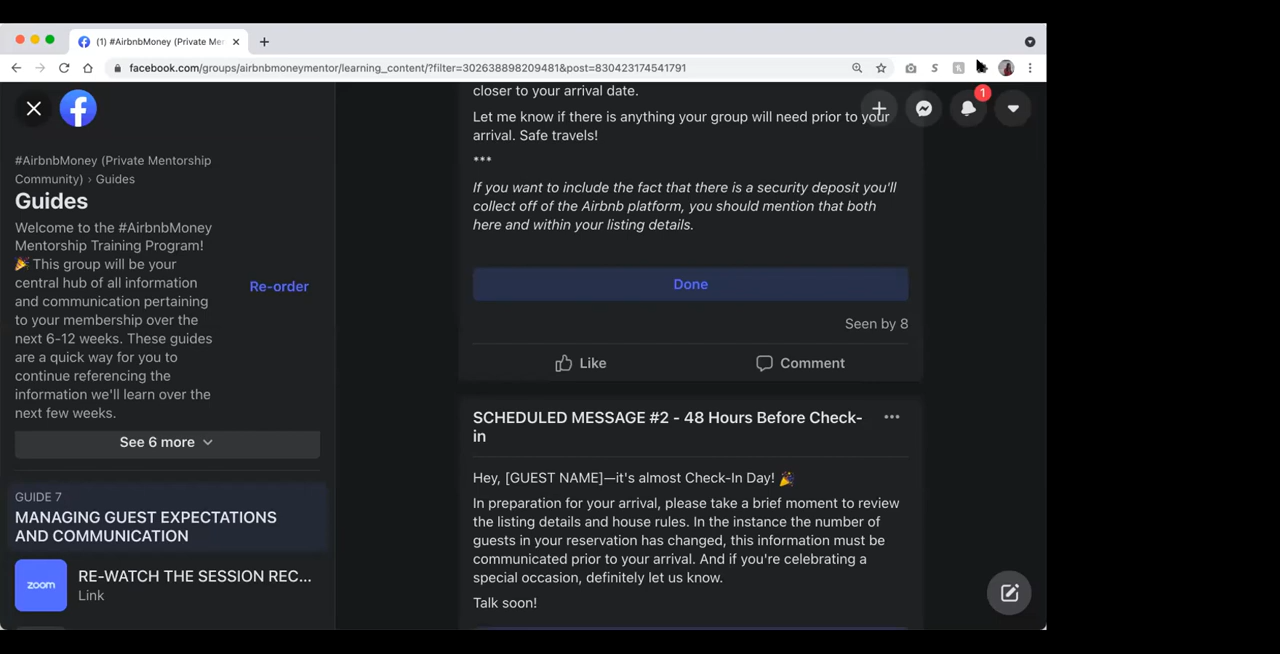 (1) #AirbnbMoney (Private Mer
facebook.com/groups/airbnbmoneymentor/learning_content/?filter=302638898209481&post=830423174541791
1
#AirbnbMoney (Private Mentorship
Community) › Guides
Guides
Welcome to the #AirbnbMoney
Mentorship Training Program!
🎉 This group will be your
central hub of all information
and communication pertaining
to your membership over the
next 6-12 weeks. These guides
are a quick way for you to
continue referencing the
information we'll learn over the
next few weeks.
Re-order
See 6 more
GUIDE 7
MANAGING GUEST EXPECTATIONS
AND COMMUNICATION
zoom
RE-WATCH THE SESSION REC...
Link
closer to your arrival date.
Let me know if there is anything your group will need prior to your
arrival. Safe travels!
***
If you want to include the fact that there is a security deposit you'll
collect off of the Airbnb platform, you should mention that both
here and within your listing details.
Done
Seen by 8
Like
Comment
SCHEDULED MESSAGE #2 - 48 Hours Before Check-
in
Hey, [GUEST NAME]—it's almost Check-In Day! 🎉
In preparation for your arrival, please take a brief moment to review
the listing details and house rules. In the instance the number of
guests in your reservation has changed, this information must be
communicated prior to your arrival. And if you're celebrating a
special occasion, definitely let us know.
Talk soon!